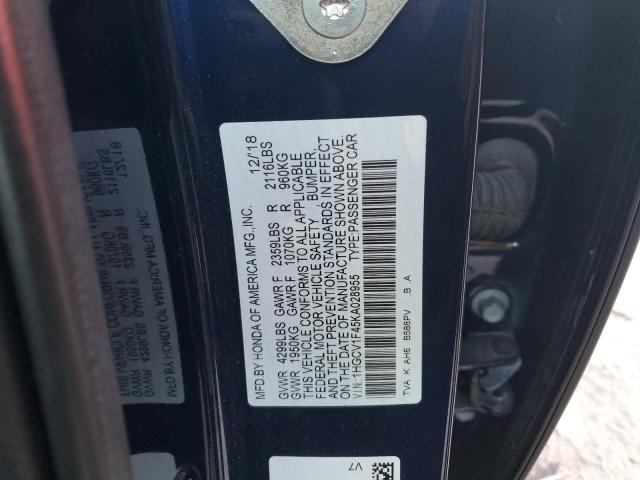 MFD BY HONDA OF AMERICA MFG.,INC. 12/18
GVWR 4299LBS GAWR F 2359LBS R 2116LBS
GVWR 1950KG GAWR F 1070KG R 960KG
THIS VEHICLE CONFORMS TO ALL APPLICABLE
FEDERAL MOTOR VEHICLE SAFETY, BUMPER,
AND THEFT PREVENTION STANDARDS IN EFFECT
ON THE DATE OF MANUFACTURE SHOWN ABOVE.
V.I.N.:1HGCV1F45KA028955 TYPE:PASSENGER CAR
TVA K AH6 B588PV .B .A
V7